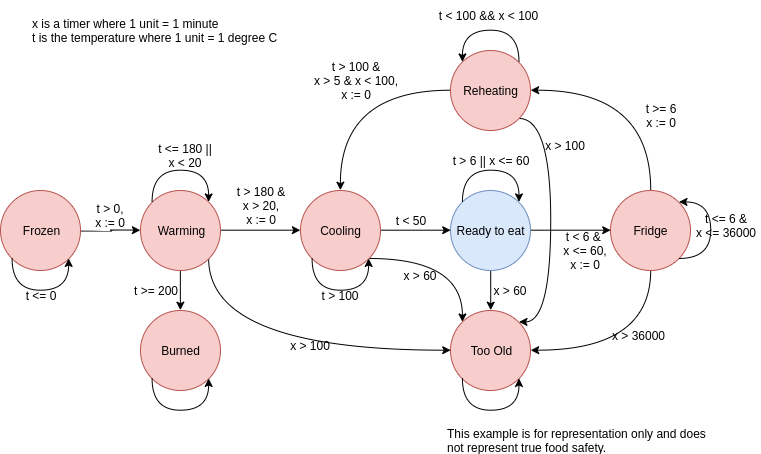 x is a timer where 1 unit = 1 minute
t is the temperature where 1 unit = 1 degree C
t < 100 && x < 100
Reheating
t > 100 &
x > 5 & x < 100,
x := 0
t >= 6
x := 0
x > 100
t <= 180 ||
x < 20
t > 6 || x <= 60
Frozen
t > 0,
x := 0
Warming
t > 180 &
x > 20,
x := 0
Cooling
t < 50
Ready to eat
t < 6 &
x <= 60,
x := 0
Fridge
t <= 6 &
x <= 36000
t <= 0
t >= 200
t > 100
x > 60
x > 60
Burned
x > 100
Too Old
x > 36000
This example is for representation only and does
not represent true food safety.